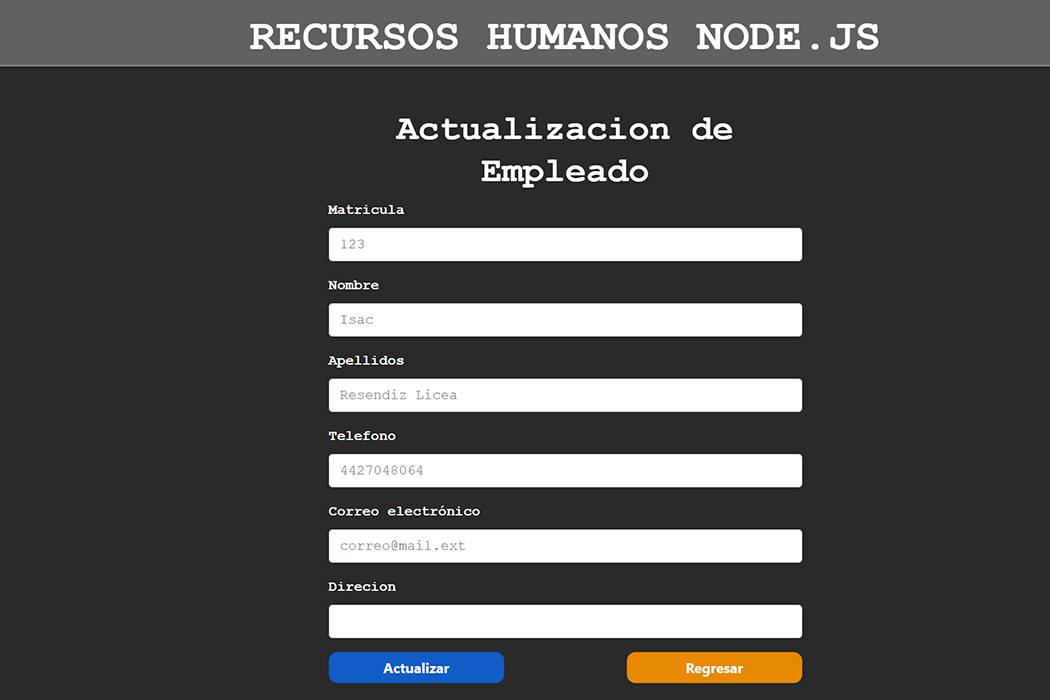 RECURSOS HUMANOS NODE.JS
Actualizacion de
Empleado
Matricula
123
Nombre
Isac
Apellidos
Resendiz Licea
Telefono
4427048064
Correo electrónico
correo@mail.ext
Direcion
Actualizar
Regresar